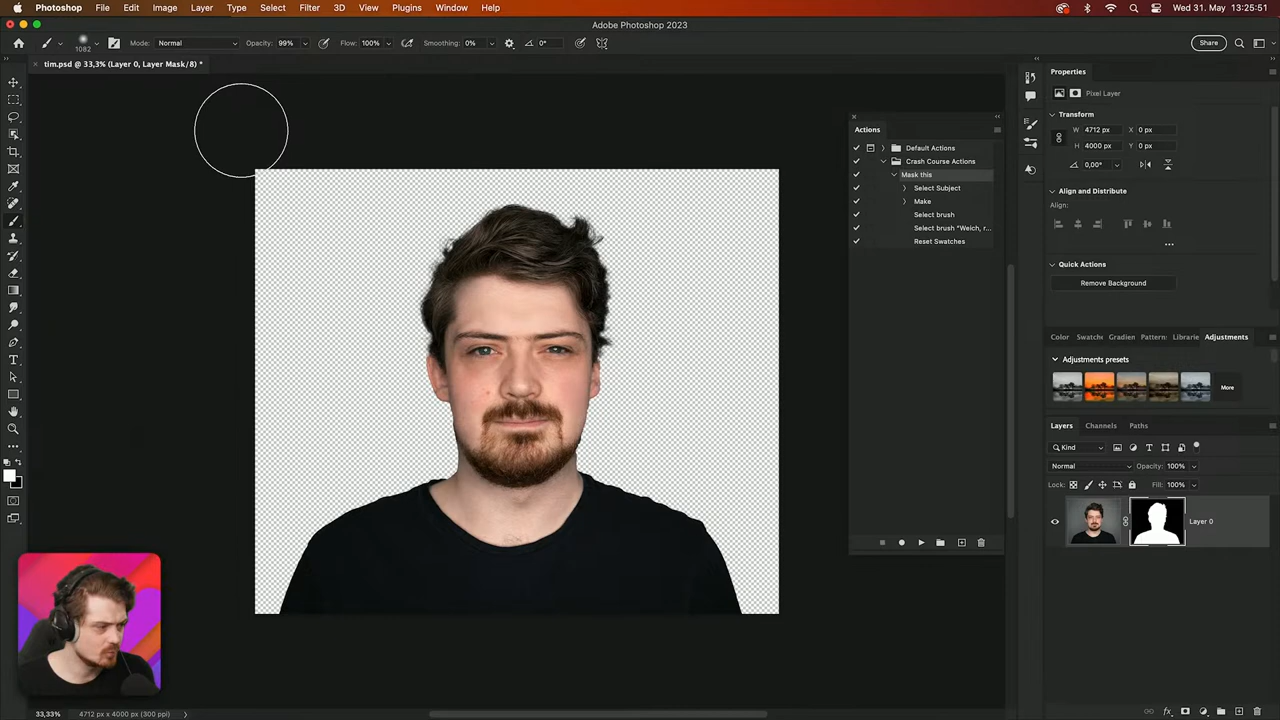 Photoshop File Edit Image Layer Type Select Filter 3D View Plugins Window Help Wed 31. May 13:25:51
Adobe Photoshop 2023
1082 Mode: Normal Opacity: 99% Flow: 100% Smoothing: 0% 0° Share
tim.psd @ 33,3% (Layer 0, Layer Mask/8) *
Properties
Pixel Layer
Transform
W 4712 px X 0 px
H 4000 px Y 0 px
0,00°
Align and Distribute
Align:
Quick Actions
Remove Background
Actions
Default Actions
Crash Course Actions
Mask this
Select Subject
Make
Select brush
Select brush "Weich, r...
Reset Swatches
Color Swatche Gradien Pattern: Librarie Adjustments
Adjustments presets
More
Layers Channels Paths
Kind
Normal Opacity: 100%
Lock: Fill: 100%
Layer 0
33,33% 4712 px x 4000 px (300 ppi)